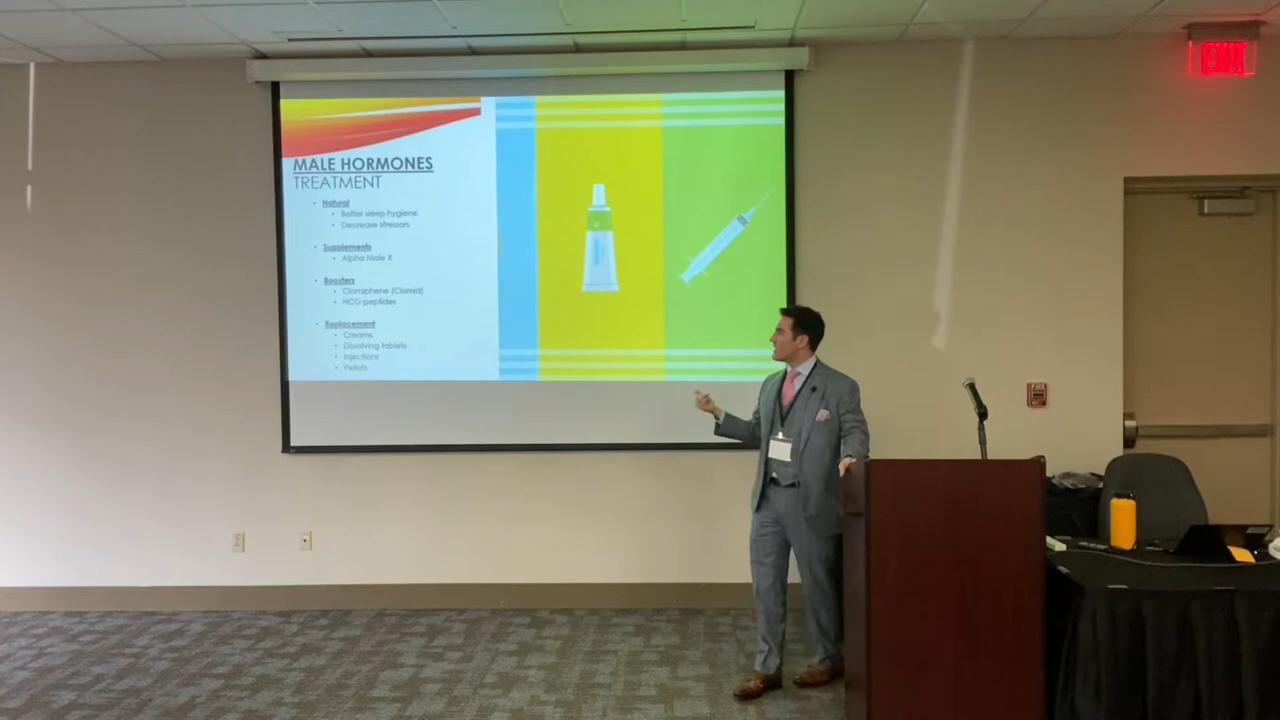 MALE HORMONES
TREATMENT
• Natural
• Better sleep hygiene
• Decrease stressors
• Supplements
• Alpha Male X
• Boosters
• Clomiphene (Clomid)
• HCG peptides
• Replacement
• Creams
• Dissolving tablets
• Injections
• Pellets
EXIT